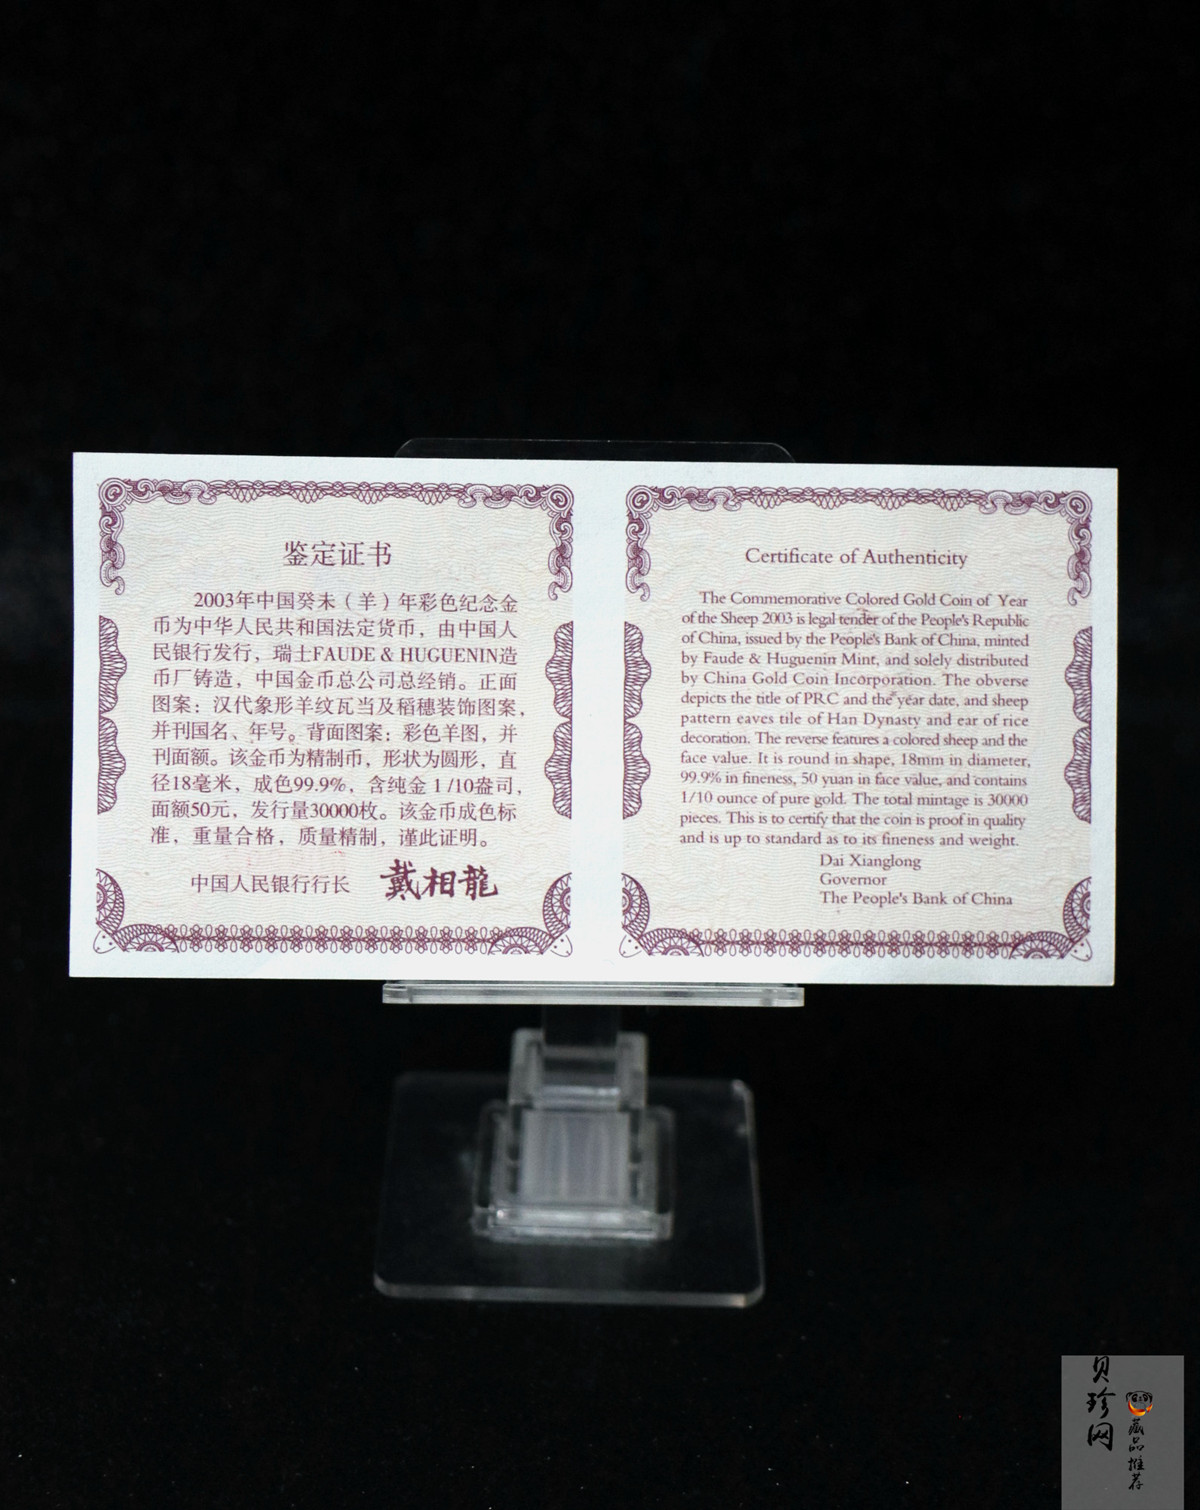 鉴定证书
2003年中国癸未（羊）年彩色纪念金
币为中华人民共和国法定货币，由中国人
民银行发行，瑞士FAUDE & HUGUENIN造
币厂铸造，中国金币总公司总经销。正面
图案：汉代象形羊纹瓦当及稻穗装饰图案，
并刊国名、年号。背面图案：彩色羊图，并
刊面额。该金币为精制币，形状为圆形，直
径18毫米，成色99.9%，含纯金 1 /10盎司，
面额50元，发行量30000枚。该金币成色标
准，重量合格，质量精制，谨此证明。
中国人民银行行长 戴相龍
Certificate of Authenticity
The Commemorative Colored Gold Coin of Year
of the Sheep 2003 is legal tender of the People's Republic
of China, issued by the People's Bank of China, minted
by Faude & Huguenin Mint, and solely distributed
by China Gold Coin Incorporation. The obverse
depicts the title of PRC and the year date, and sheep
pattern eaves tile of Han Dynasty and ear of rice
decoration. The reverse features a colored sheep and the
face value. It is round in shape, 18mm in diameter,
99.9% in fineness, 50 yuan in face value, and contains
1/10 ounce of pure gold. The total mintage is 30000
pieces. This is to certify that the coin is proof in quality
and is up to standard as to its fineness and weight.
Dai Xianglong
Governor
The People's Bank of China
贝珍网
藏品推荐